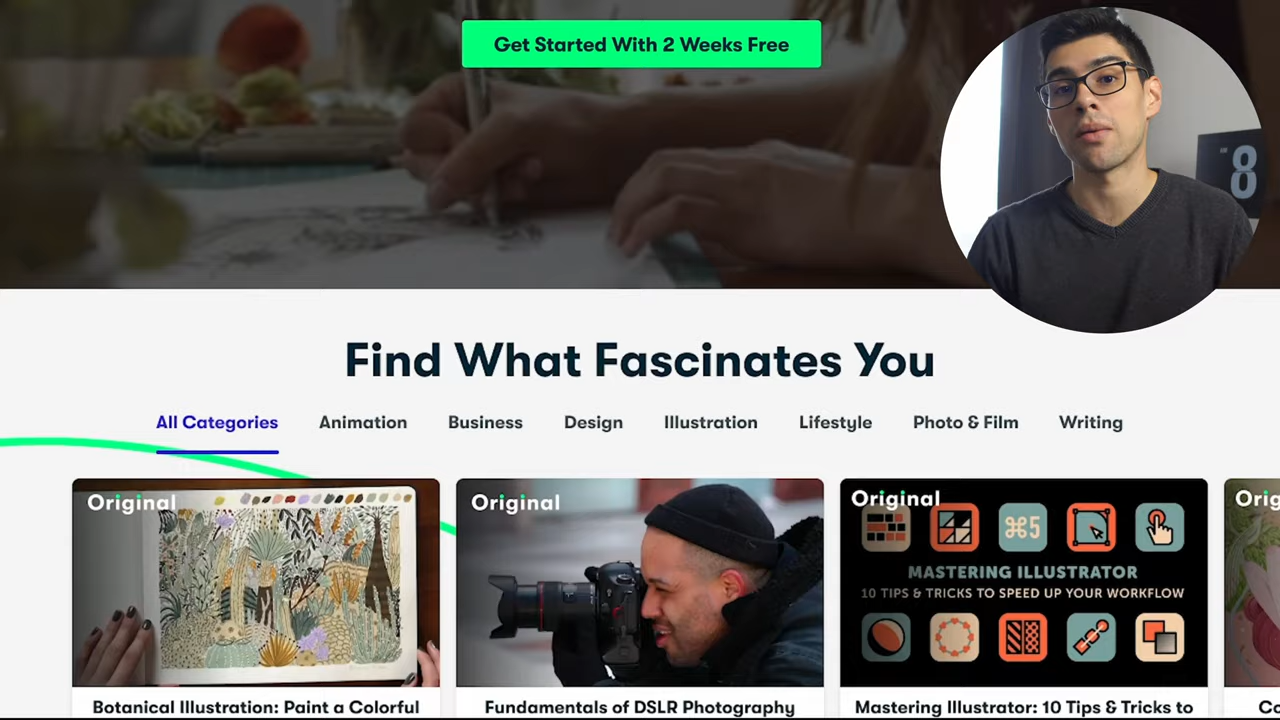 Get Started With 2 Weeks Free
8
Find What Fascinates You
All Categories Animation Business Design Illustration Lifestyle Photo & Film Writing
Original
Original
Original
⌘5
MASTERING ILLUSTRATOR
10 TIPS & TRICKS TO SPEED UP YOUR WORKFLOW
Botanical Illustration: Paint a Colorful
Fundamentals of DSLR Photography
Mastering Illustrator: 10 Tips & Tricks to